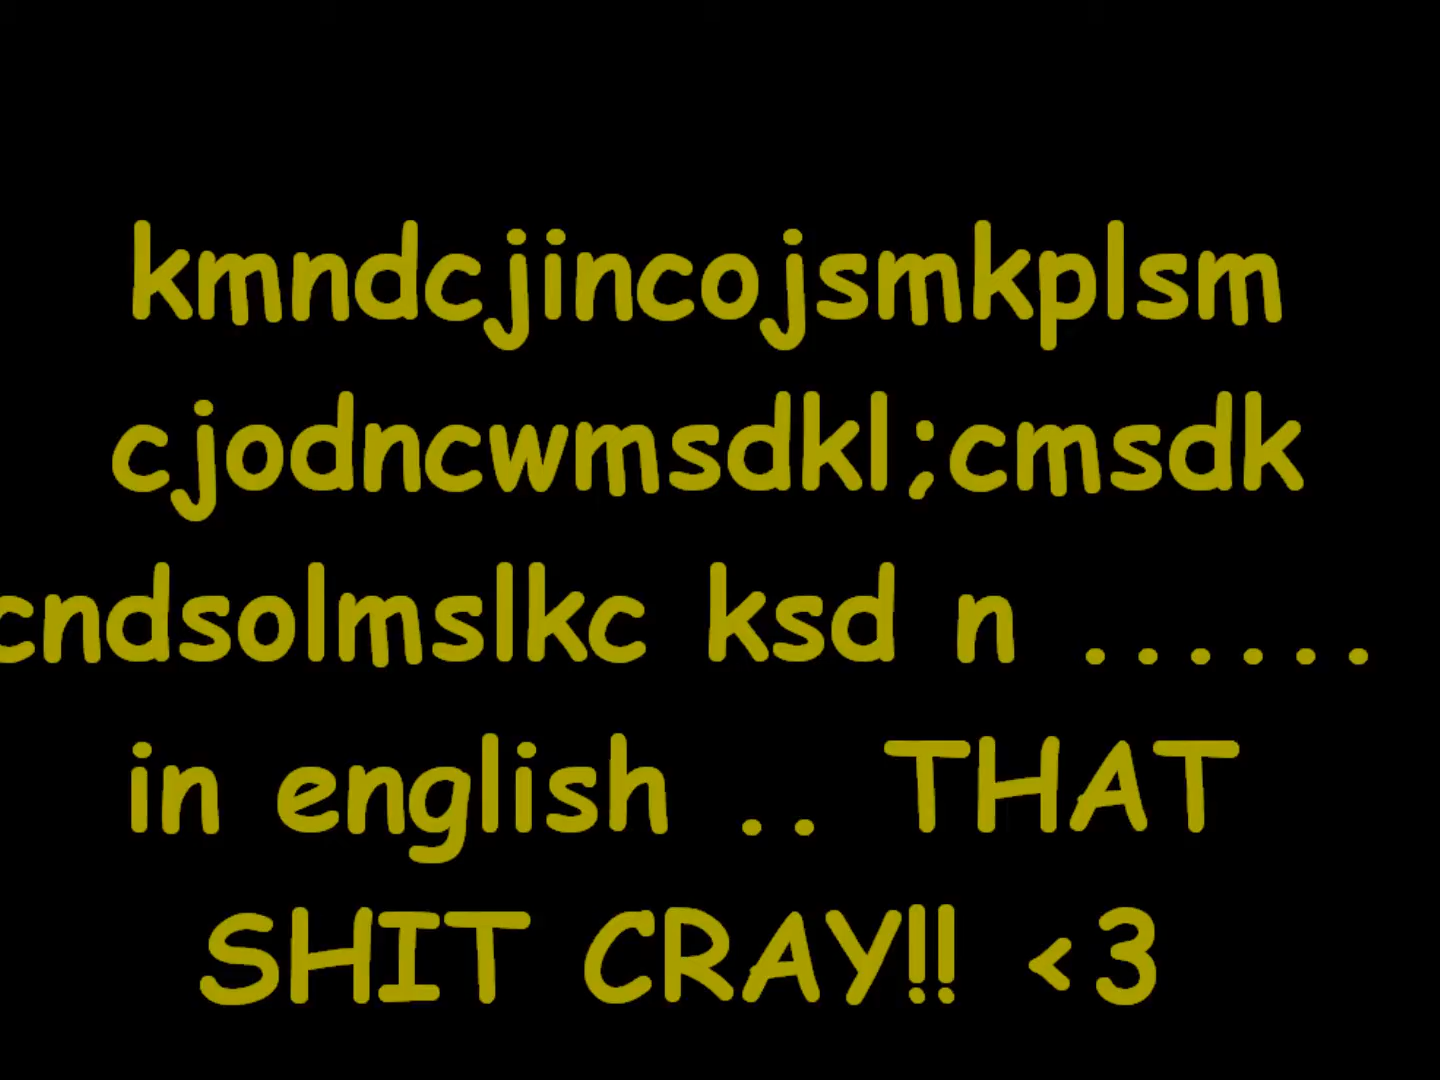 kmndcjincojsmkplsm
cjodncwmsdkl;cmsdk
cndsolmslkc ksd n ......
in english .. THAT
SHIT CRAY!! <3